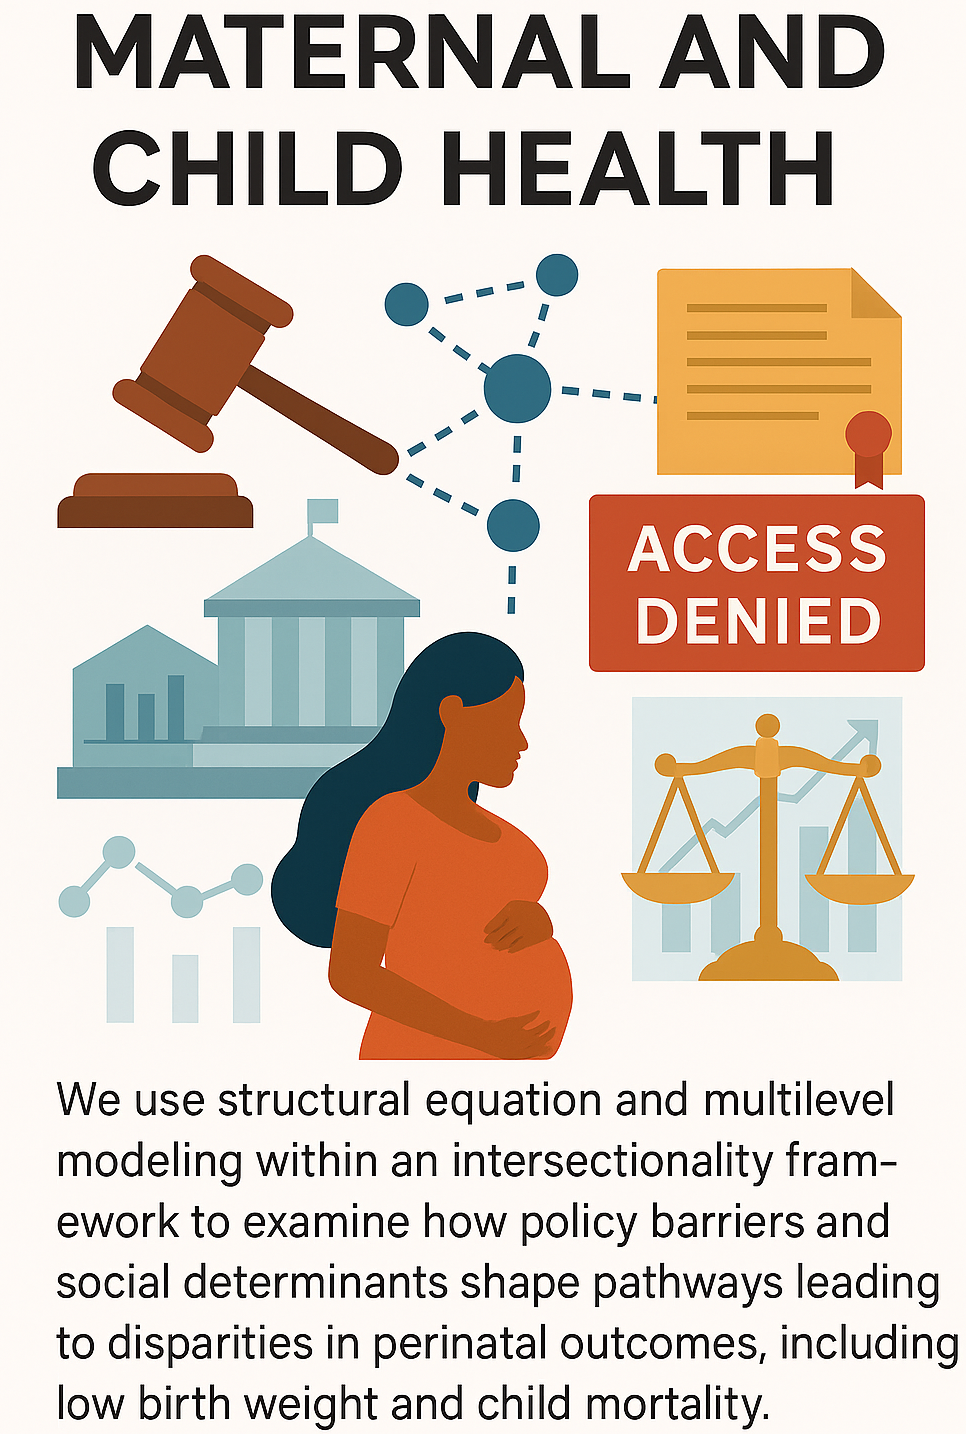 MATERNAL AND
CHILD HEALTH
ACCESS
DENIED
We use structural equation and multilevel
modeling within an intersectionality fram-
ework to examine how policy barriers and
social determinants shape pathways leading
to disparities in perinatal outcomes, including
low birth weight and child mortality.